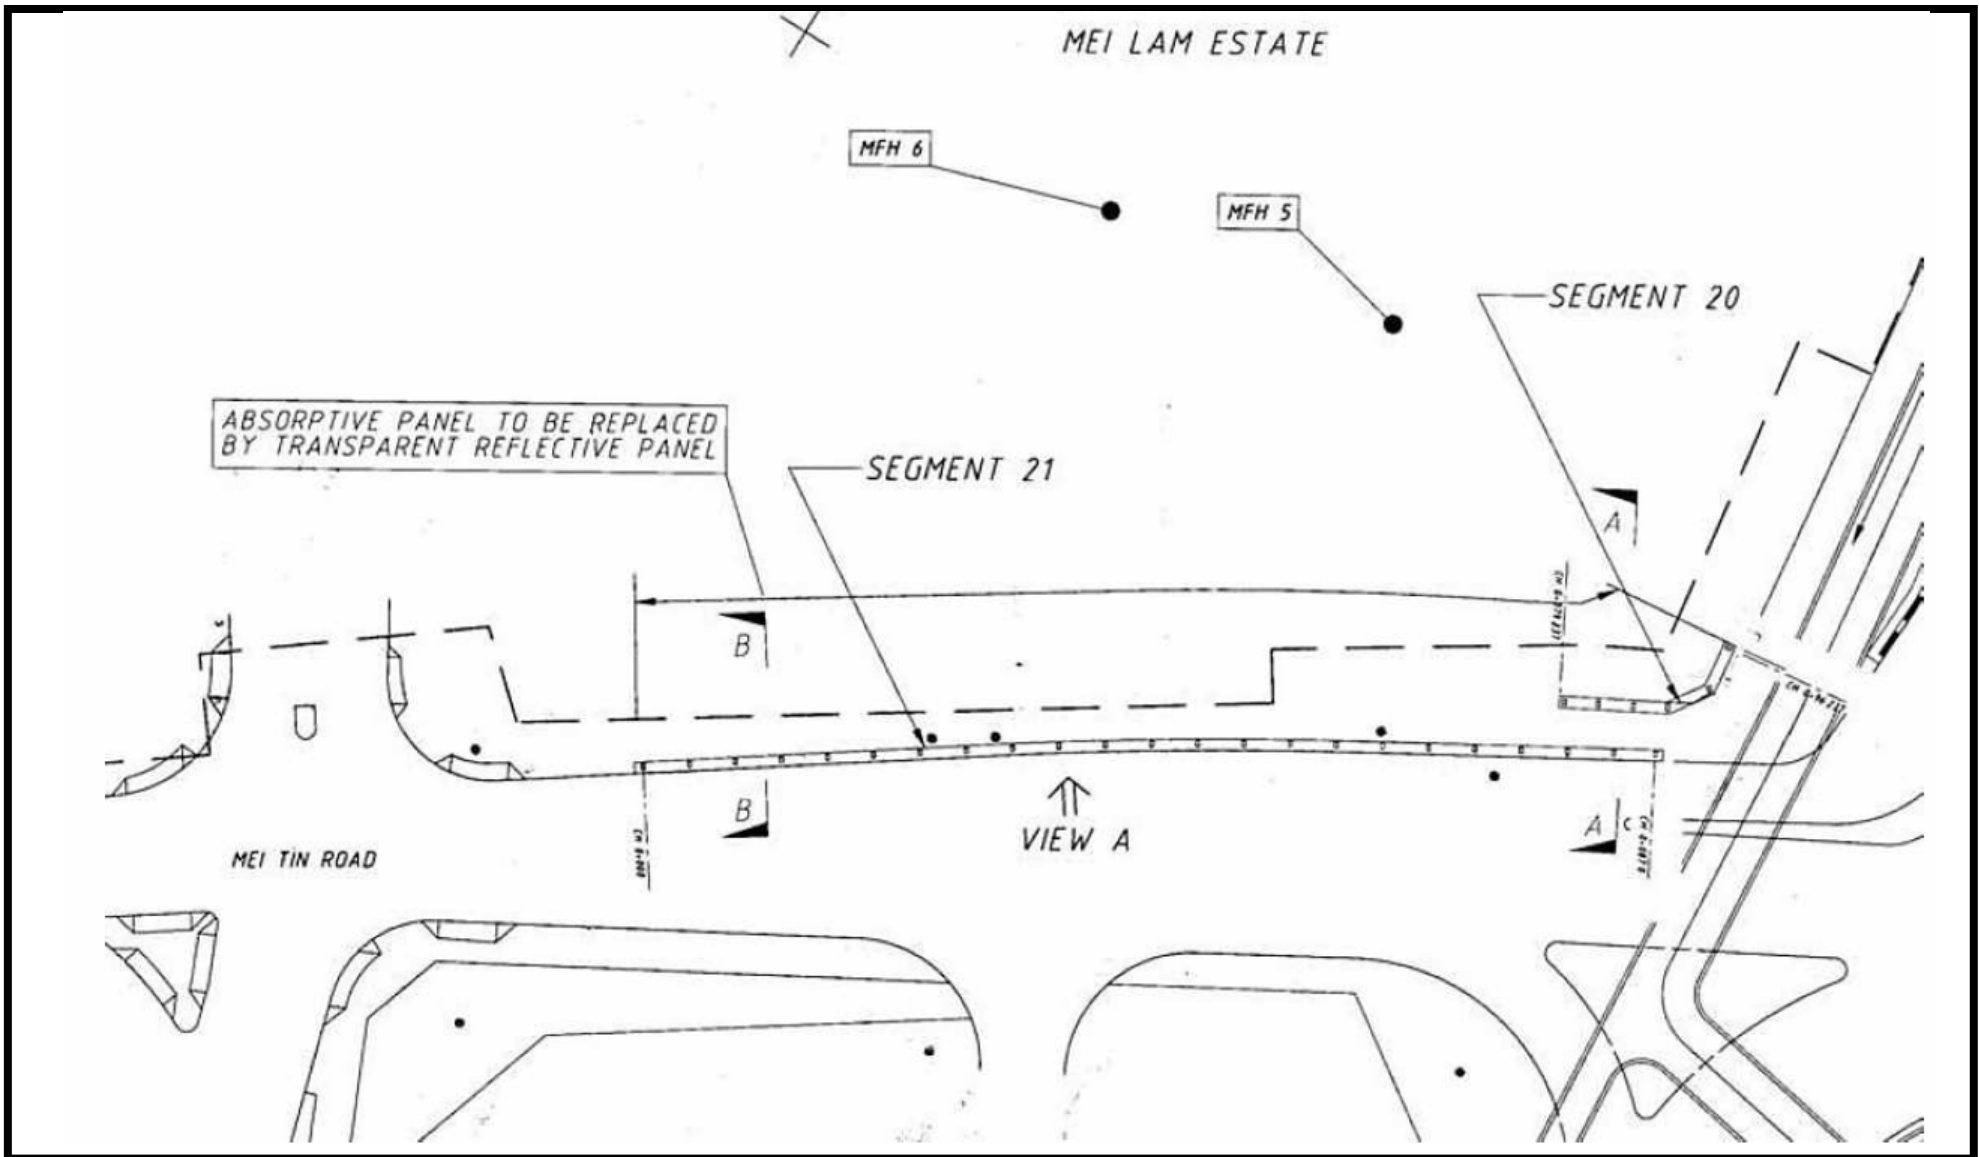 MEI LAM ESTATE
MFH 6
MFH 5
SEGMENT 20
ABSORPTIVE PANEL TO BE REPLACED
BY TRANSPARENT REFLECTIVE PANEL
SEGMENT 21
A
B
B
VIEW A
A
MEI TIN ROAD